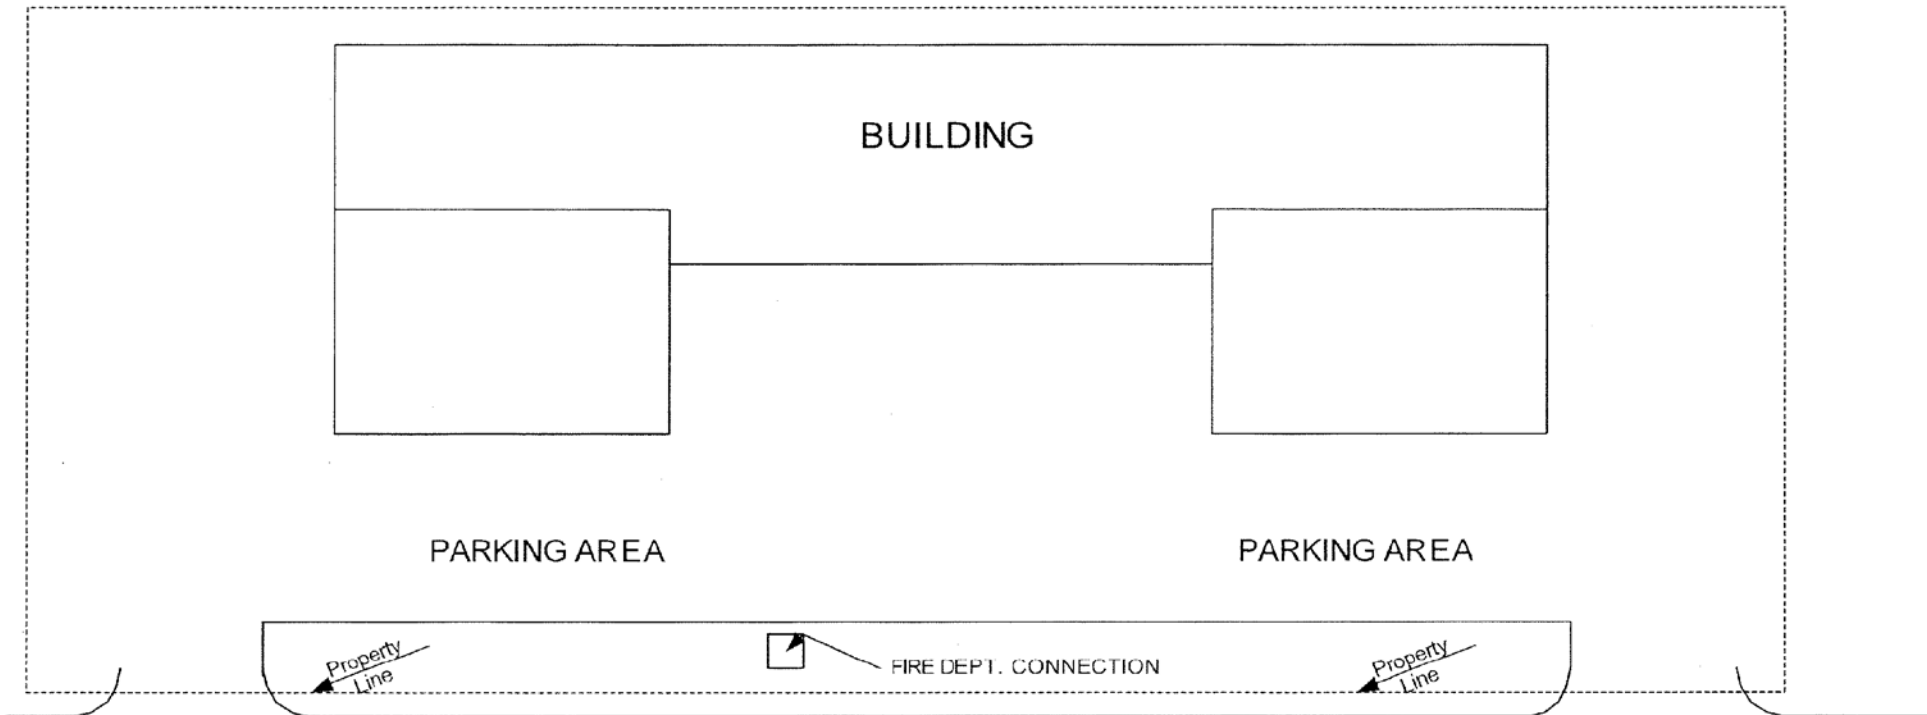 BUILDING
PARKING AREA
PARKING AREA
Property
Line
FIRE DEPT. CONNECTION
Property
Line